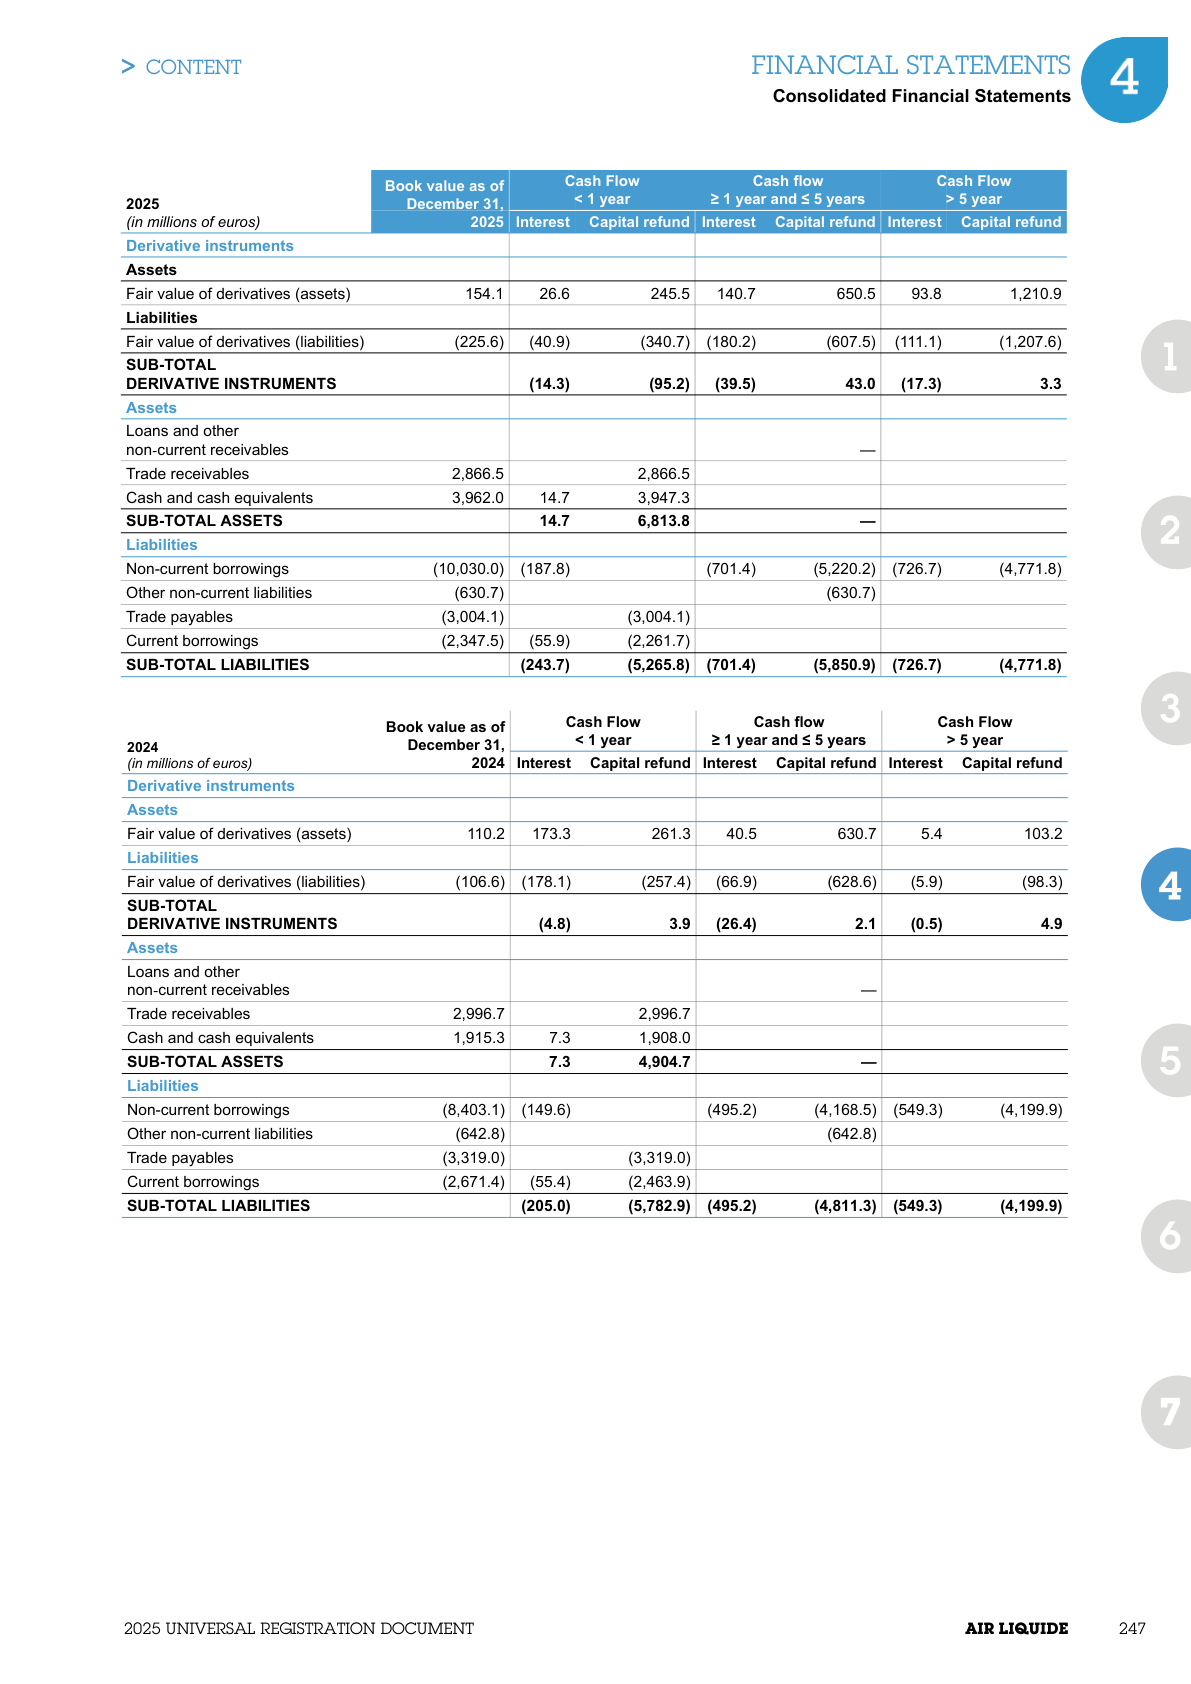 > CONTENT
FINANCIAL STATEMENTS
Consolidated Financial Statements
4
2025
(in millions of euros)
Book value as of December 31, 2025
Cash Flow < 1 year
Cash flow ≥ 1 year and ≤ 5 years
Cash Flow > 5 year
Interest Capital refund Interest Capital refund Interest Capital refund
Derivative instruments
Assets
Fair value of derivatives (assets) 154.1 26.6 245.5 140.7 650.5 93.8 1,210.9
Liabilities
Fair value of derivatives (liabilities) (225.6) (40.9) (340.7) (180.2) (607.5) (111.1) (1,207.6)
SUB-TOTAL
DERIVATIVE INSTRUMENTS (14.3) (95.2) (39.5) 43.0 (17.3) 3.3
Assets
Loans and other
non-current receivables —
Trade receivables 2,866.5 2,866.5
Cash and cash equivalents 3,962.0 14.7 3,947.3
SUB-TOTAL ASSETS 14.7 6,813.8 —
Liabilities
Non-current borrowings (10,030.0) (187.8) (701.4) (5,220.2) (726.7) (4,771.8)
Other non-current liabilities (630.7) (630.7)
Trade payables (3,004.1) (3,004.1)
Current borrowings (2,347.5) (55.9) (2,261.7)
SUB-TOTAL LIABILITIES (243.7) (5,265.8) (701.4) (5,850.9) (726.7) (4,771.8)
2024
(in millions of euros)
Book value as of December 31, 2024
Cash Flow < 1 year
Cash flow ≥ 1 year and ≤ 5 years
Cash Flow > 5 year
Interest Capital refund Interest Capital refund Interest Capital refund
Derivative instruments
Assets
Fair value of derivatives (assets) 110.2 173.3 261.3 40.5 630.7 5.4 103.2
Liabilities
Fair value of derivatives (liabilities) (106.6) (178.1) (257.4) (66.9) (628.6) (5.9) (98.3)
SUB-TOTAL
DERIVATIVE INSTRUMENTS (4.8) 3.9 (26.4) 2.1 (0.5) 4.9
Assets
Loans and other
non-current receivables —
Trade receivables 2,996.7 2,996.7
Cash and cash equivalents 1,915.3 7.3 1,908.0
SUB-TOTAL ASSETS 7.3 4,904.7 —
Liabilities
Non-current borrowings (8,403.1) (149.6) (495.2) (4,168.5) (549.3) (4,199.9)
Other non-current liabilities (642.8) (642.8)
Trade payables (3,319.0) (3,319.0)
Current borrowings (2,671.4) (55.4) (2,463.9)
SUB-TOTAL LIABILITIES (205.0) (5,782.9) (495.2) (4,811.3) (549.3) (4,199.9)
1
2
3
4
5
6
7
2025 UNIVERSAL REGISTRATION DOCUMENT
AIR LIQUIDE 247